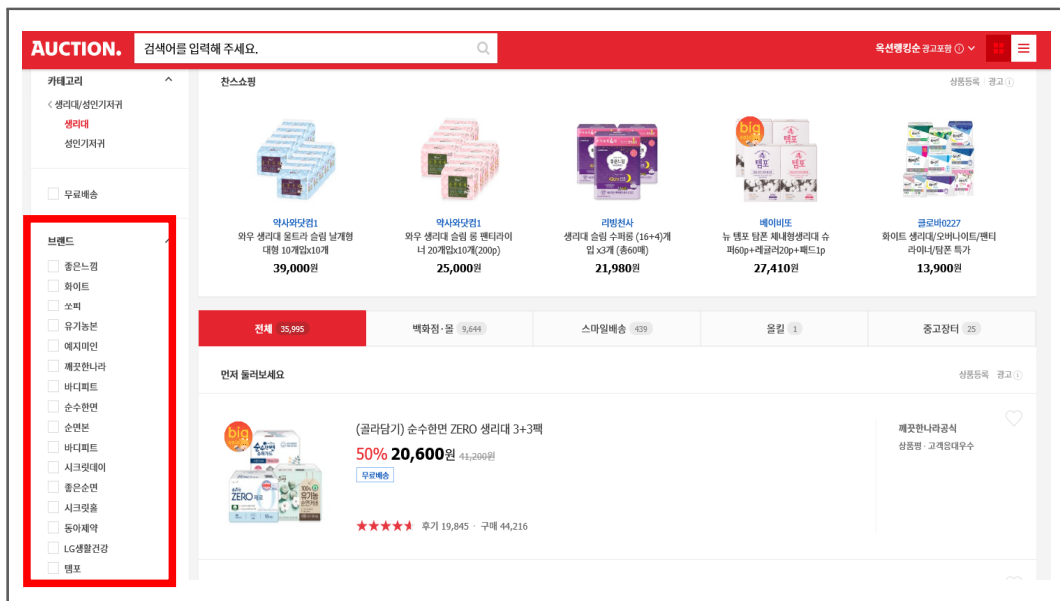 AUCTION.
검색어를 입력해 주세요.
옥션랭킹순 광고포함
카테고리
< 생리대/성인기저귀
생리대
성인기저귀
무료배송
브랜드
좋은느낌
화이트
쏘피
유기농본
예지미인
깨끗한나라
바디피트
순수한면
순면본
바디피트
시크릿데이
좋은순면
시크릿홀
동아제약
LG생활건강
템포
찬스쇼핑
상품등록
광고
big
템포
템포
약사와닷컴1
와우 생리대 울트라 슬림 날개형
대형 10개입x10개
39,000원
약사와닷컴1
와우 생리대 슬림 롱 팬티라이
너 20개입x10개(200p)
25,000원
리빙천사
생리대 슬림 수퍼롱 (16+4)개
입 x3개 (총60매)
21,980원
베이비또
뉴 템포 탐폰 체내형생리대 슈
퍼60p+레귤러20p+패드1p
27,410원
클로버0227
화이트 생리대/오버나이트/팬티
라이너/탐폰 특가
13,900원
전체 35,995
백화점·몰 9,644
스마일배송 439
올킬 1
중고장터 25
먼저 둘러보세요
상품등록 광고
big
순수한면
ZERO
100%
유기농
(골라담기) 순수한면 ZERO 생리대 3+3팩
50% 20,600원 41,200원
무료배송
후기 19,845 · 구매 44,216
깨끗한나라공식
상품평 · 고객응대우수